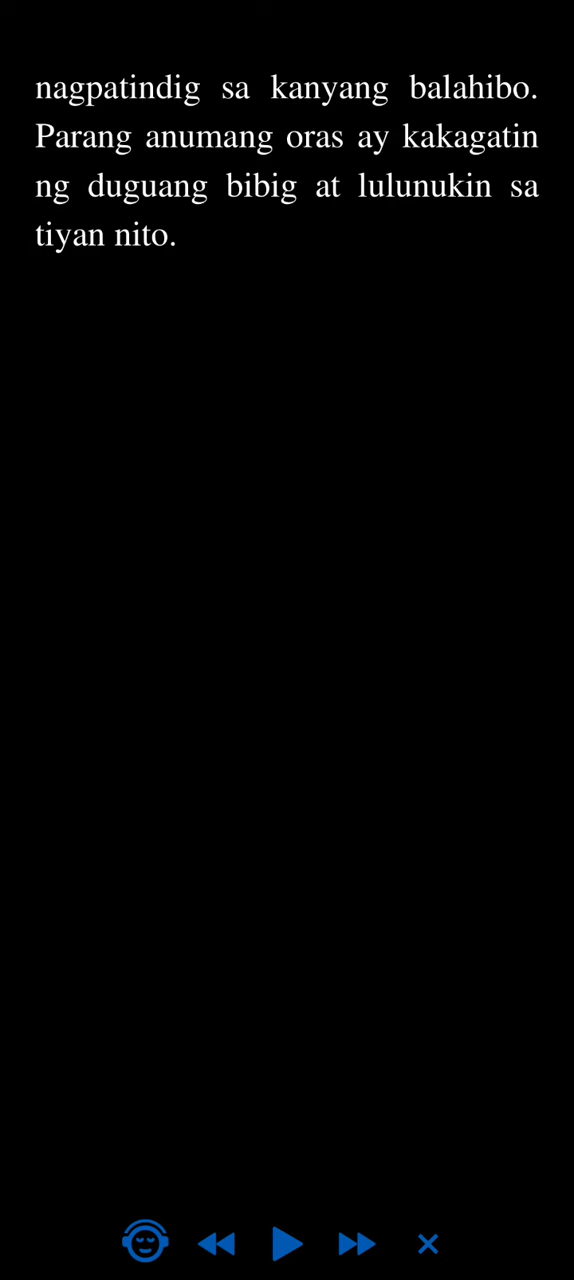 nagpatindig sa kanyang balahibo.
Parang anumang oras ay kakagatin
ng duguang bibig at lulunukin sa
tiyan nito.